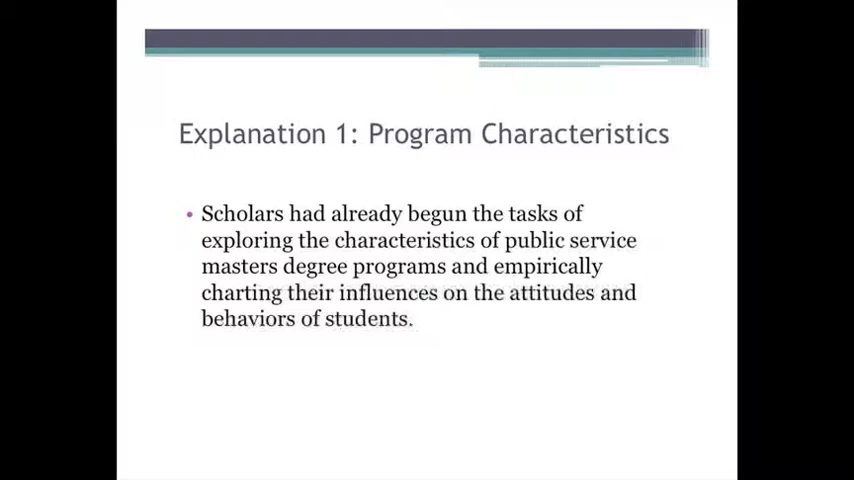 Explanation 1: Program Characteristics
• Scholars had already begun the tasks of
exploring the characteristics of public service
masters degree programs and empirically
charting their influences on the attitudes and
behaviors of students.